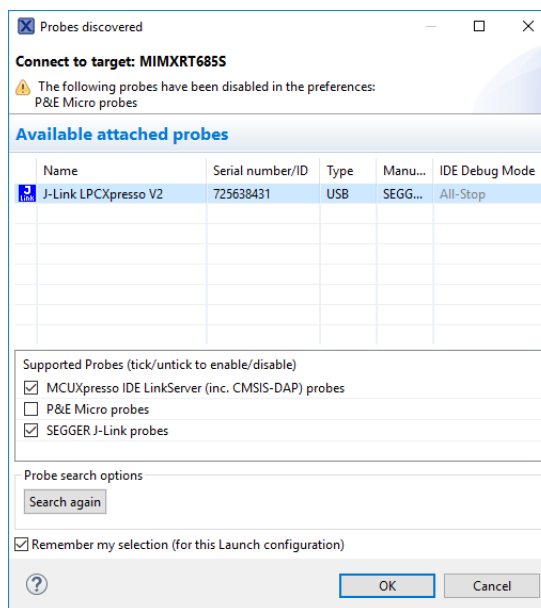 Probes discovered
Connect to target: MIMXRT685S
The following probes have been disabled in the preferences:
P&E Micro probes
Available attached probes
Name Serial number/ID Type Manu... IDE Debug Mode
J-Link LPCXpresso V2 725638431 USB SEGG... All-Stop
Supported Probes (tick/untick to enable/disable)
MCUXpresso IDE LinkServer (inc. CMSIS-DAP) probes
P&E Micro probes
SEGGER J-Link probes
Probe search options
Search again
Remember my selection (for this Launch configuration)
OK Cancel